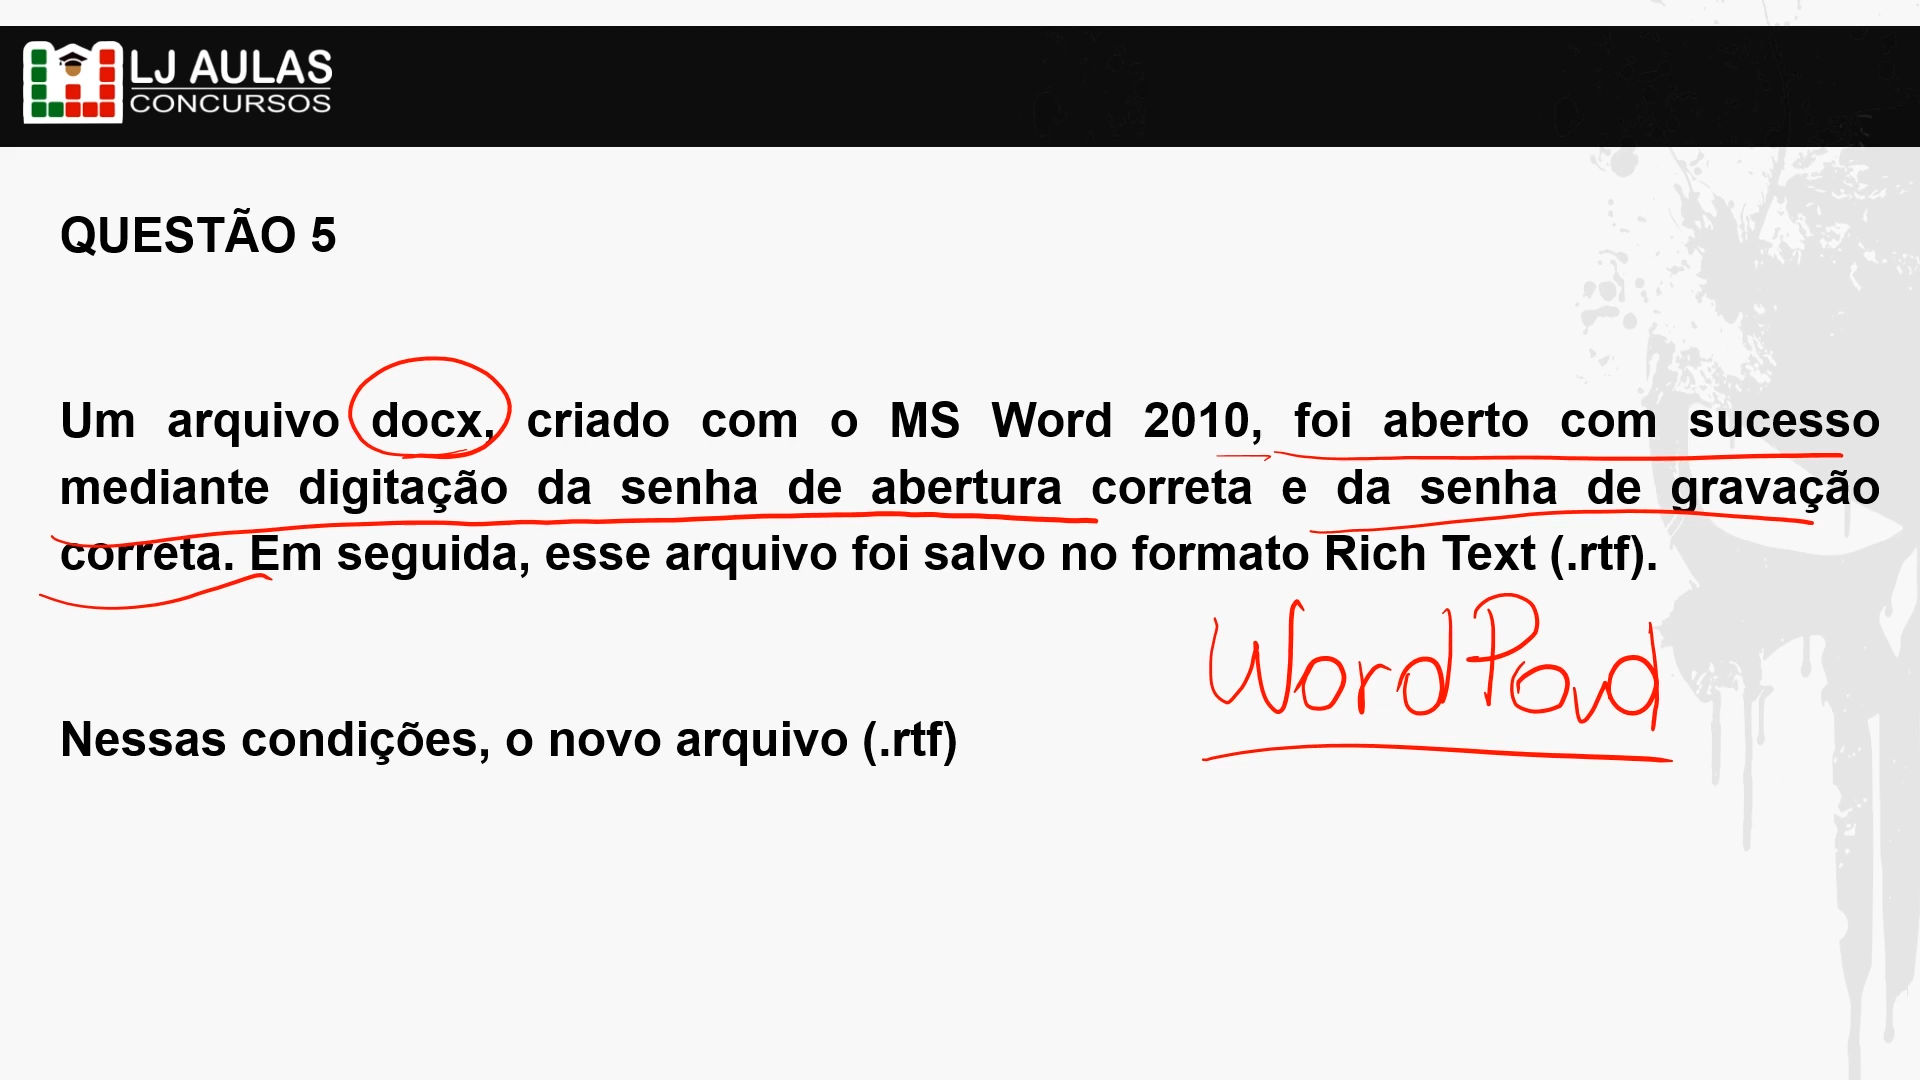 LJ AULAS
CONCURSOS
QUESTÃO 5
Um arquivo docx, criado com o MS Word 2010, foi aberto com sucesso
mediante digitação da senha de abertura correta e da senha de gravação
correta. Em seguida, esse arquivo foi salvo no formato Rich Text (.rtf).
WordPad
Nessas condições, o novo arquivo (.rtf)